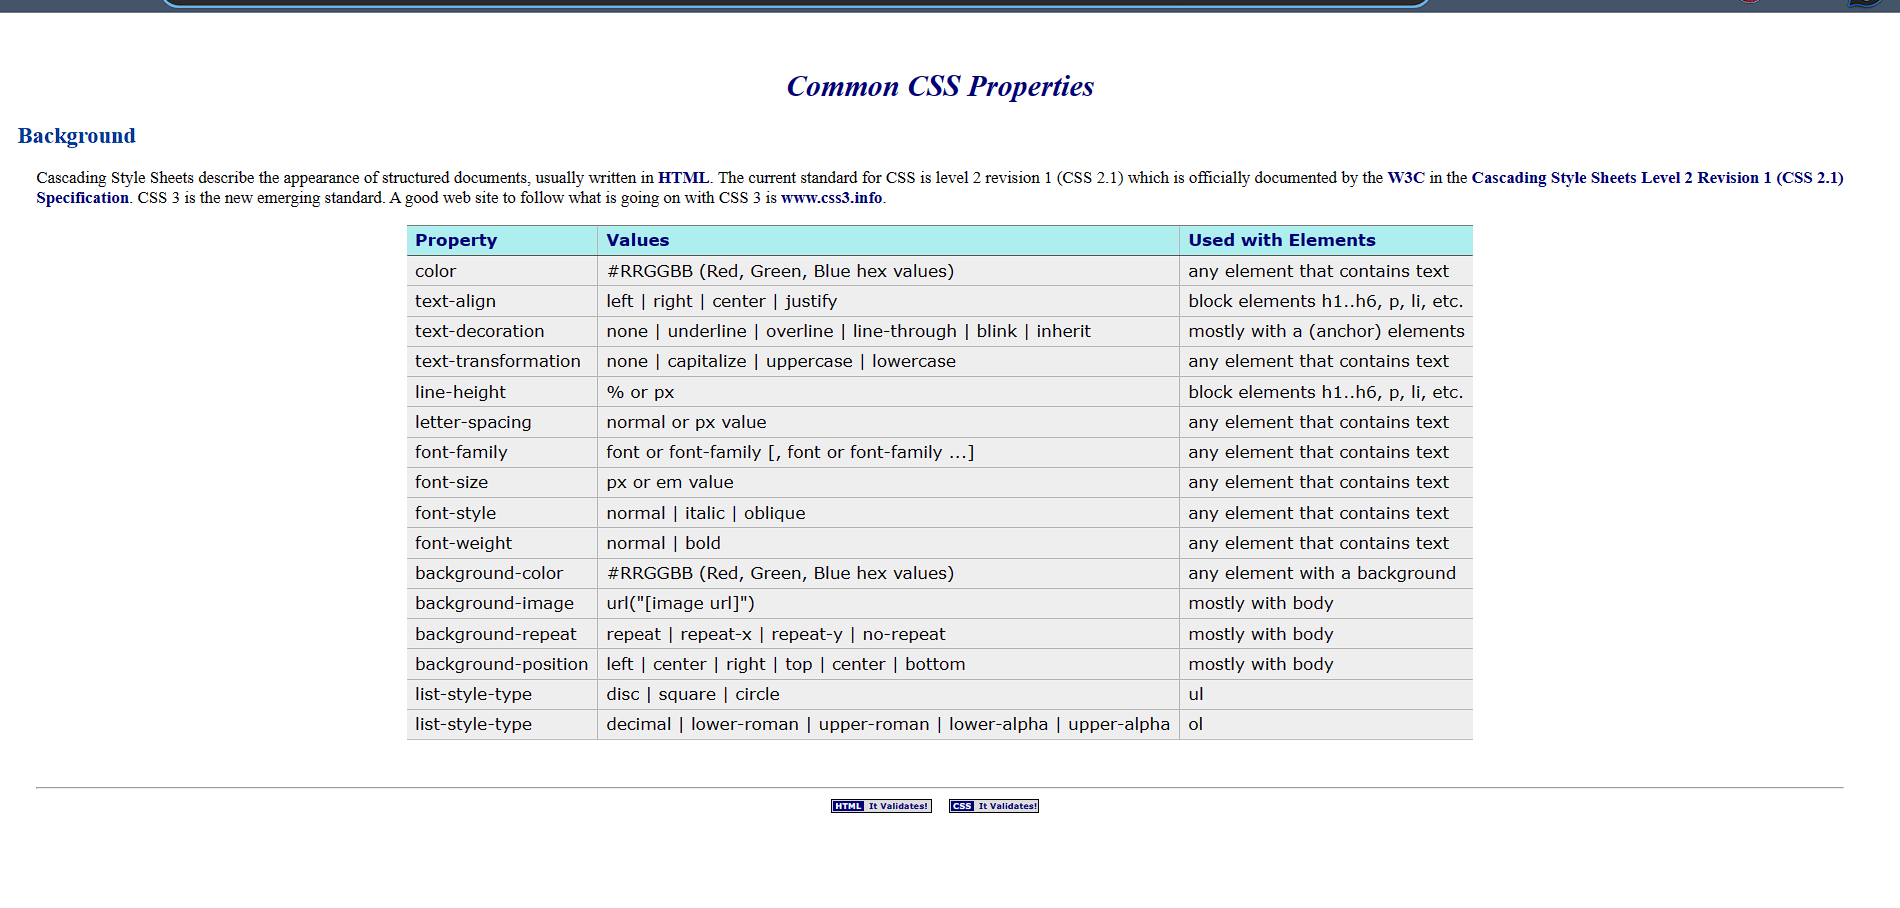 Common CSS Properties
Background
Cascading Style Sheets describe the appearance of structured documents, usually written in HTML. The current standard for CSS is level 2 revision 1 (CSS 2.1) which is officially documented by the W3C in the Cascading Style Sheets Level 2 Revision 1 (CSS 2.1)
Specification. CSS 3 is the new emerging standard. A good web site to follow what is going on with CSS 3 is www.css3.info.
Property Values Used with Elements
color #RRGGBB (Red, Green, Blue hex values) any element that contains text
text-align left | right | center | justify block elements h1..h6, p, li, etc.
text-decoration none | underline | overline | line-through | blink | inherit mostly with a (anchor) elements
text-transformation none | capitalize | uppercase | lowercase any element that contains text
line-height % or px block elements h1..h6, p, li, etc.
letter-spacing normal or px value any element that contains text
font-family font or font-family [, font or font-family ...] any element that contains text
font-size px or em value any element that contains text
font-style normal | italic | oblique any element that contains text
font-weight normal | bold any element that contains text
background-color #RRGGBB (Red, Green, Blue hex values) any element with a background
background-image url("[image url]") mostly with body
background-repeat repeat | repeat-x | repeat-y | no-repeat mostly with body
background-position left | center | right | top | center | bottom mostly with body
list-style-type disc | square | circle ul
list-style-type decimal | lower-roman | upper-roman | lower-alpha | upper-alpha ol
HTML It Validates! CSS It Validates!